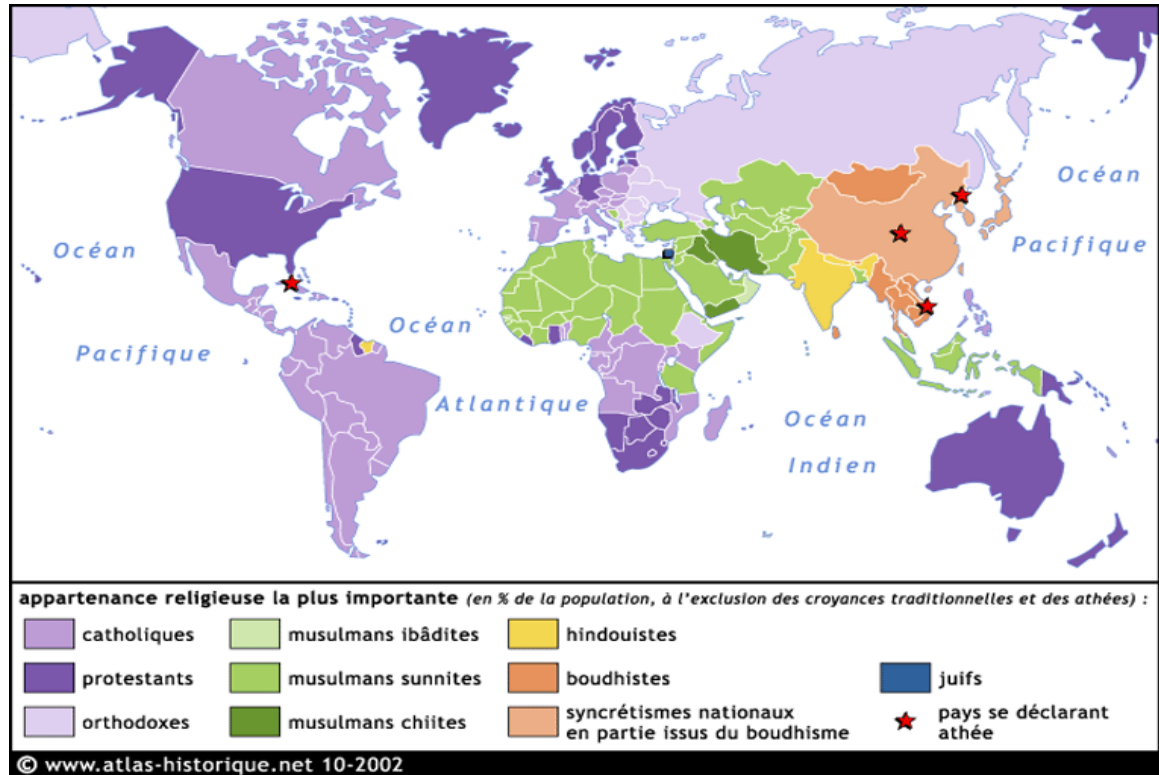 Océan
Pacifique
Océan
Atlantique
Océan
Indien
Océan
Pacifique
appartenance religieuse la plus importante (en % de la population, à l'exclusion des croyances traditionnelles et des athées) :
catholiques
protestants
orthodoxes
musulmans ibâdites
musulmans sunnites
musulmans chiites
hindouistes
boudhistes
syncrétismes nationaux
en partie issus du boudhisme
juifs
pays se déclarant
athée
© www.atlas-historique.net 10-2002